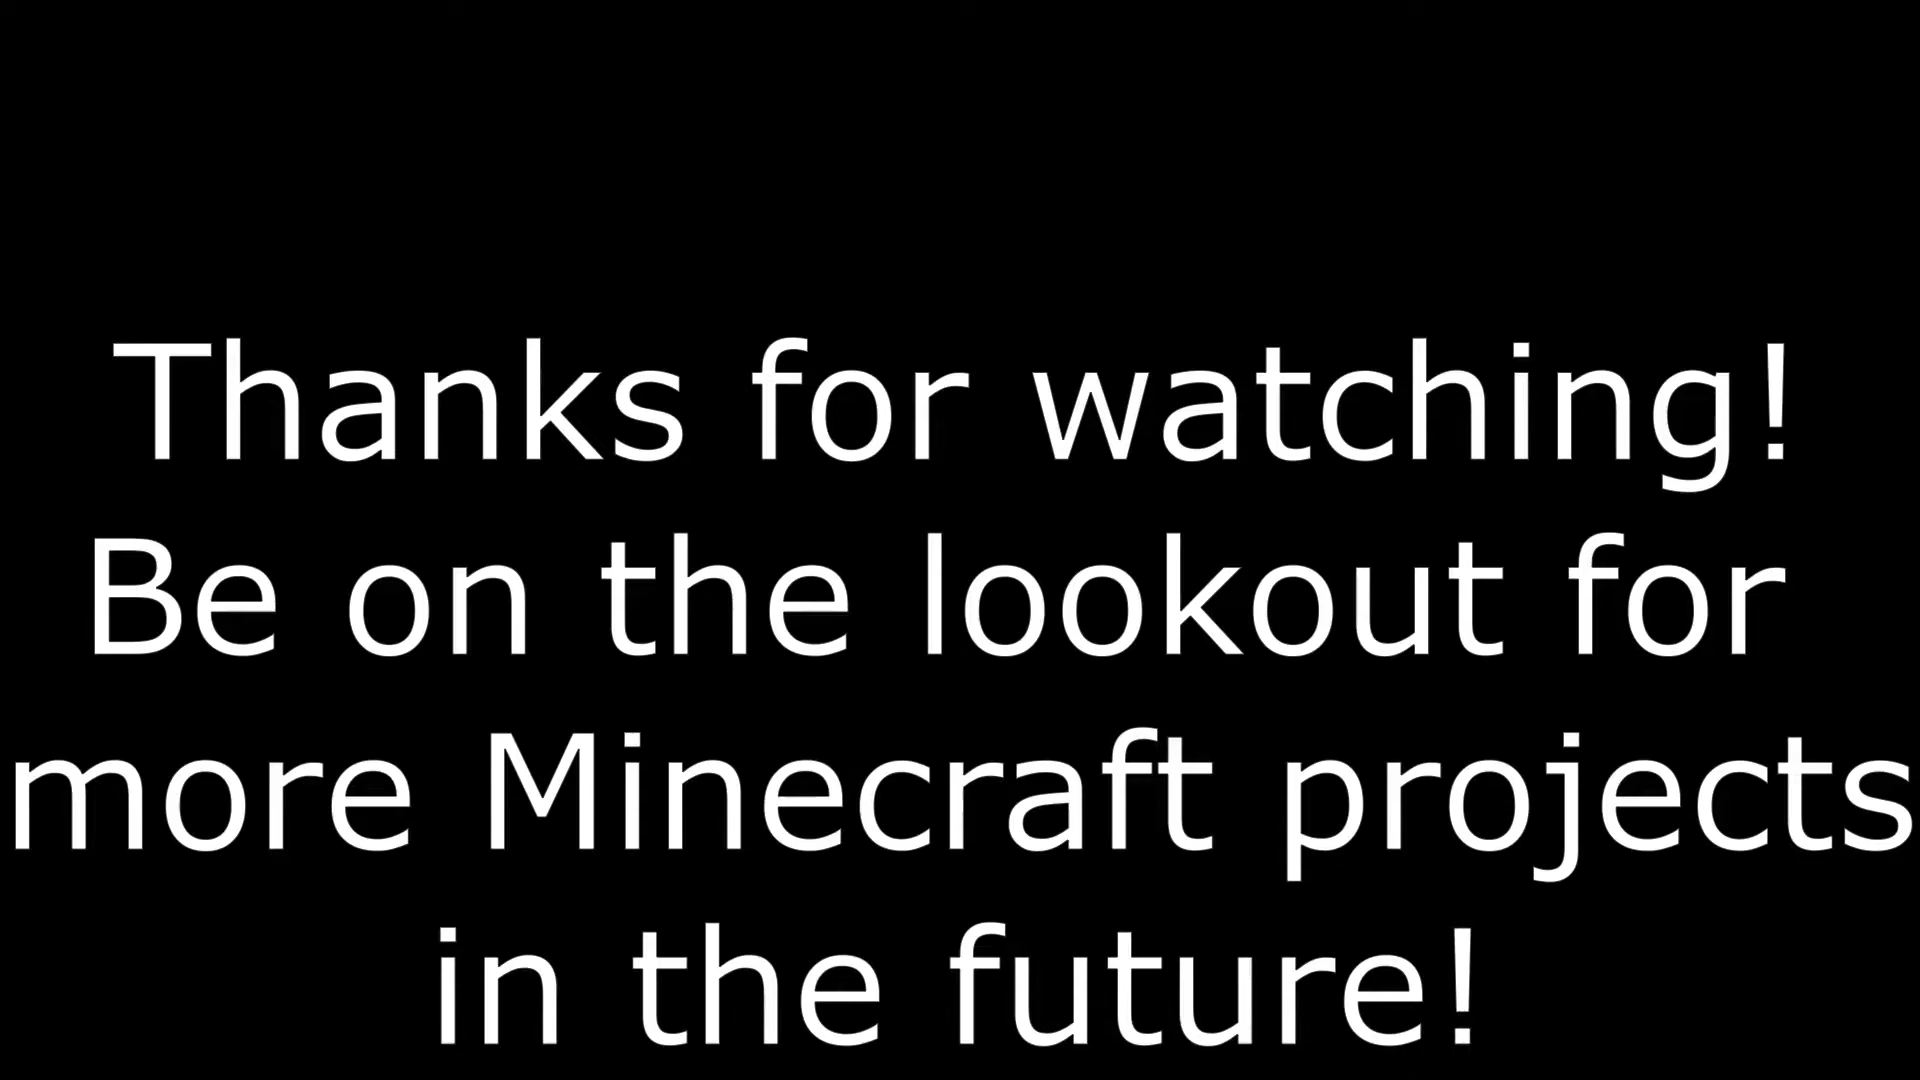 Thanks for watching!
Be on the lookout for
more Minecraft projects
in the future!